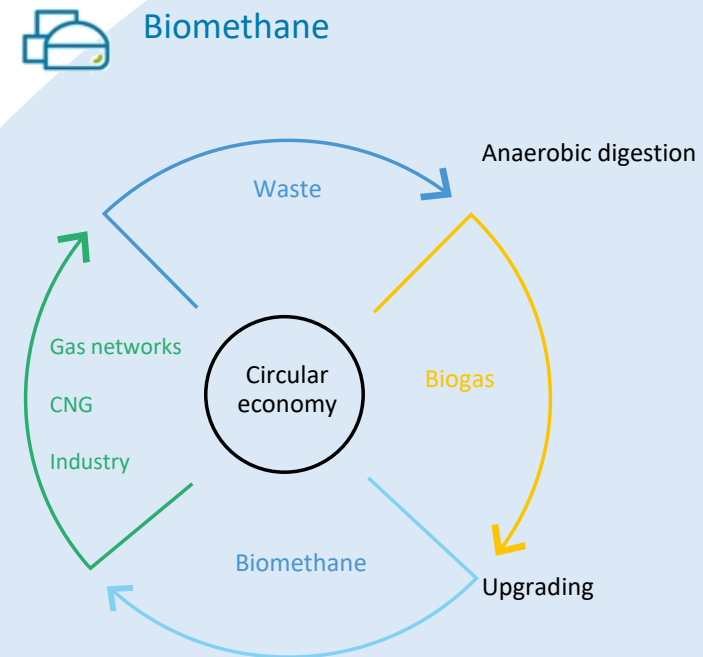 Biomethane
Anaerobic digestion
Waste
Gas networks
CNG
Industry
Circular
economy
Biogas
Biomethane
Upgrading